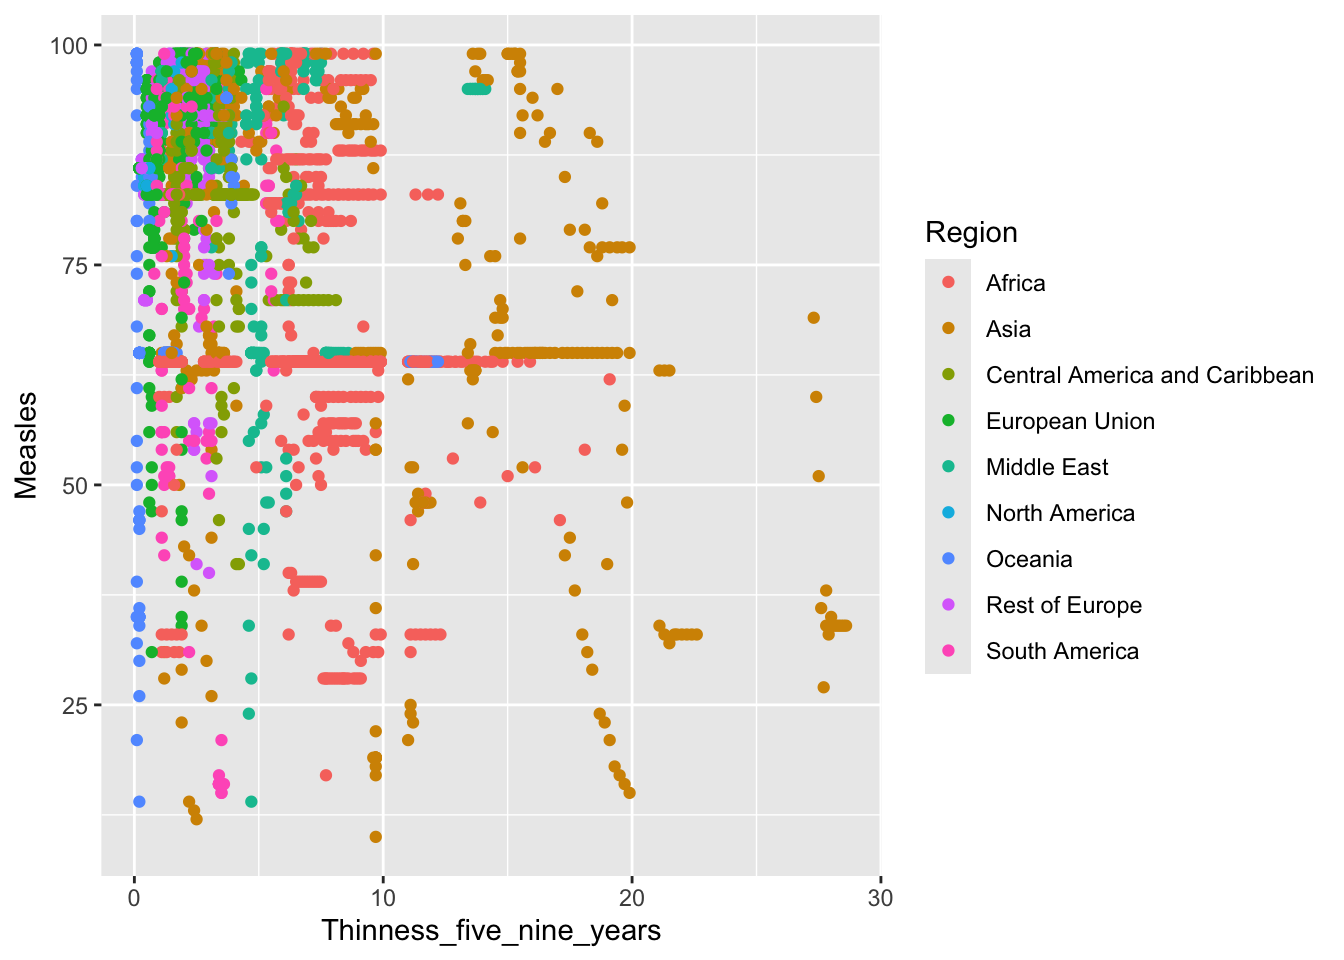 100
75
50
25
Measles
0 10 20 30
Thinness_five_nine_years
Region
Africa
Asia
Central America and Caribbean
European Union
Middle East
North America
Oceania
Rest of Europe
South America